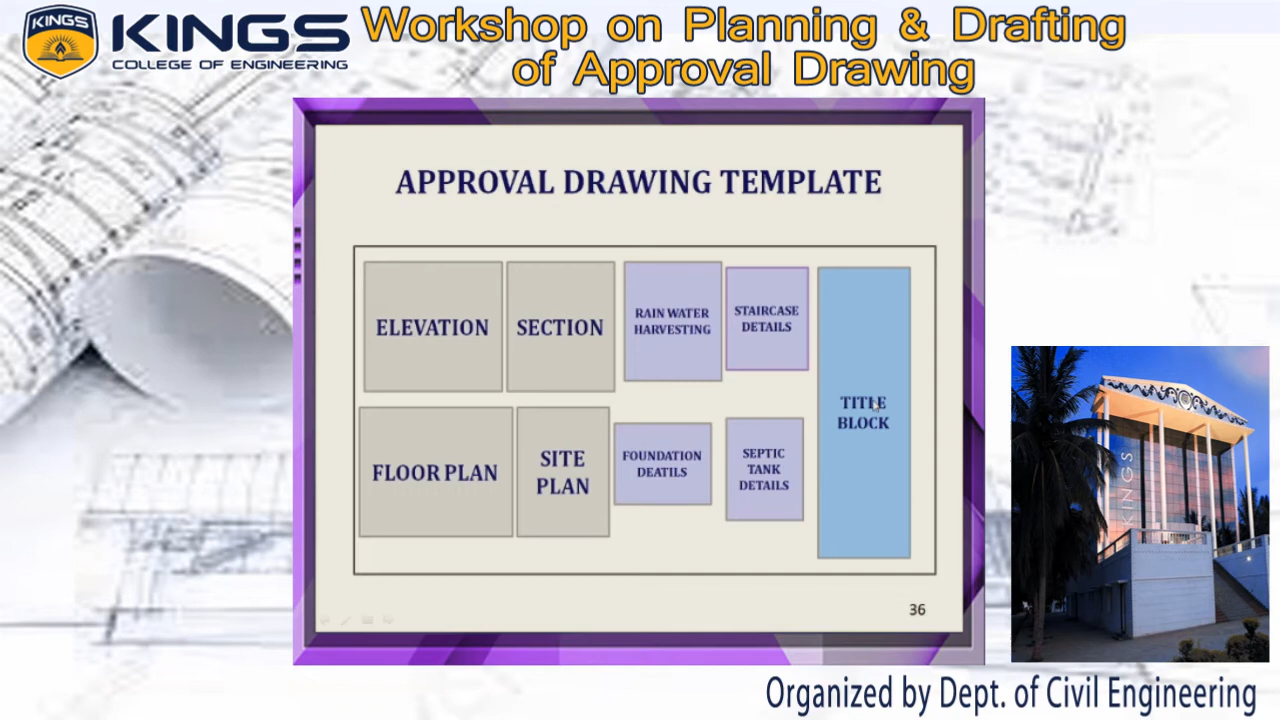 KINGS
KINGS
COLLEGE OF ENGINEERING
Workshop on Planning & Drafting
of Approval Drawing
APPROVAL DRAWING TEMPLATE
ELEVATION
SECTION
RAIN WATER
HARVESTING
STAIRCASE
DETAILS
TITLE
BLOCK
FLOOR PLAN
SITE
PLAN
FOUNDATION
DEATILS
SEPTIC
TANK
DETAILS
36
KINGS
Organized by Dept. of Civil Engineering